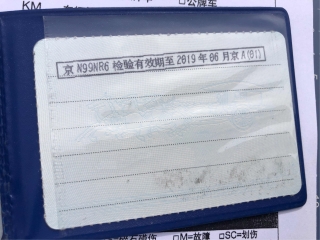 KM
□公牌车
京 N99NR6 检验有效期至 2019 年 06 月京 A(01)
□M=故障 □SC=划伤